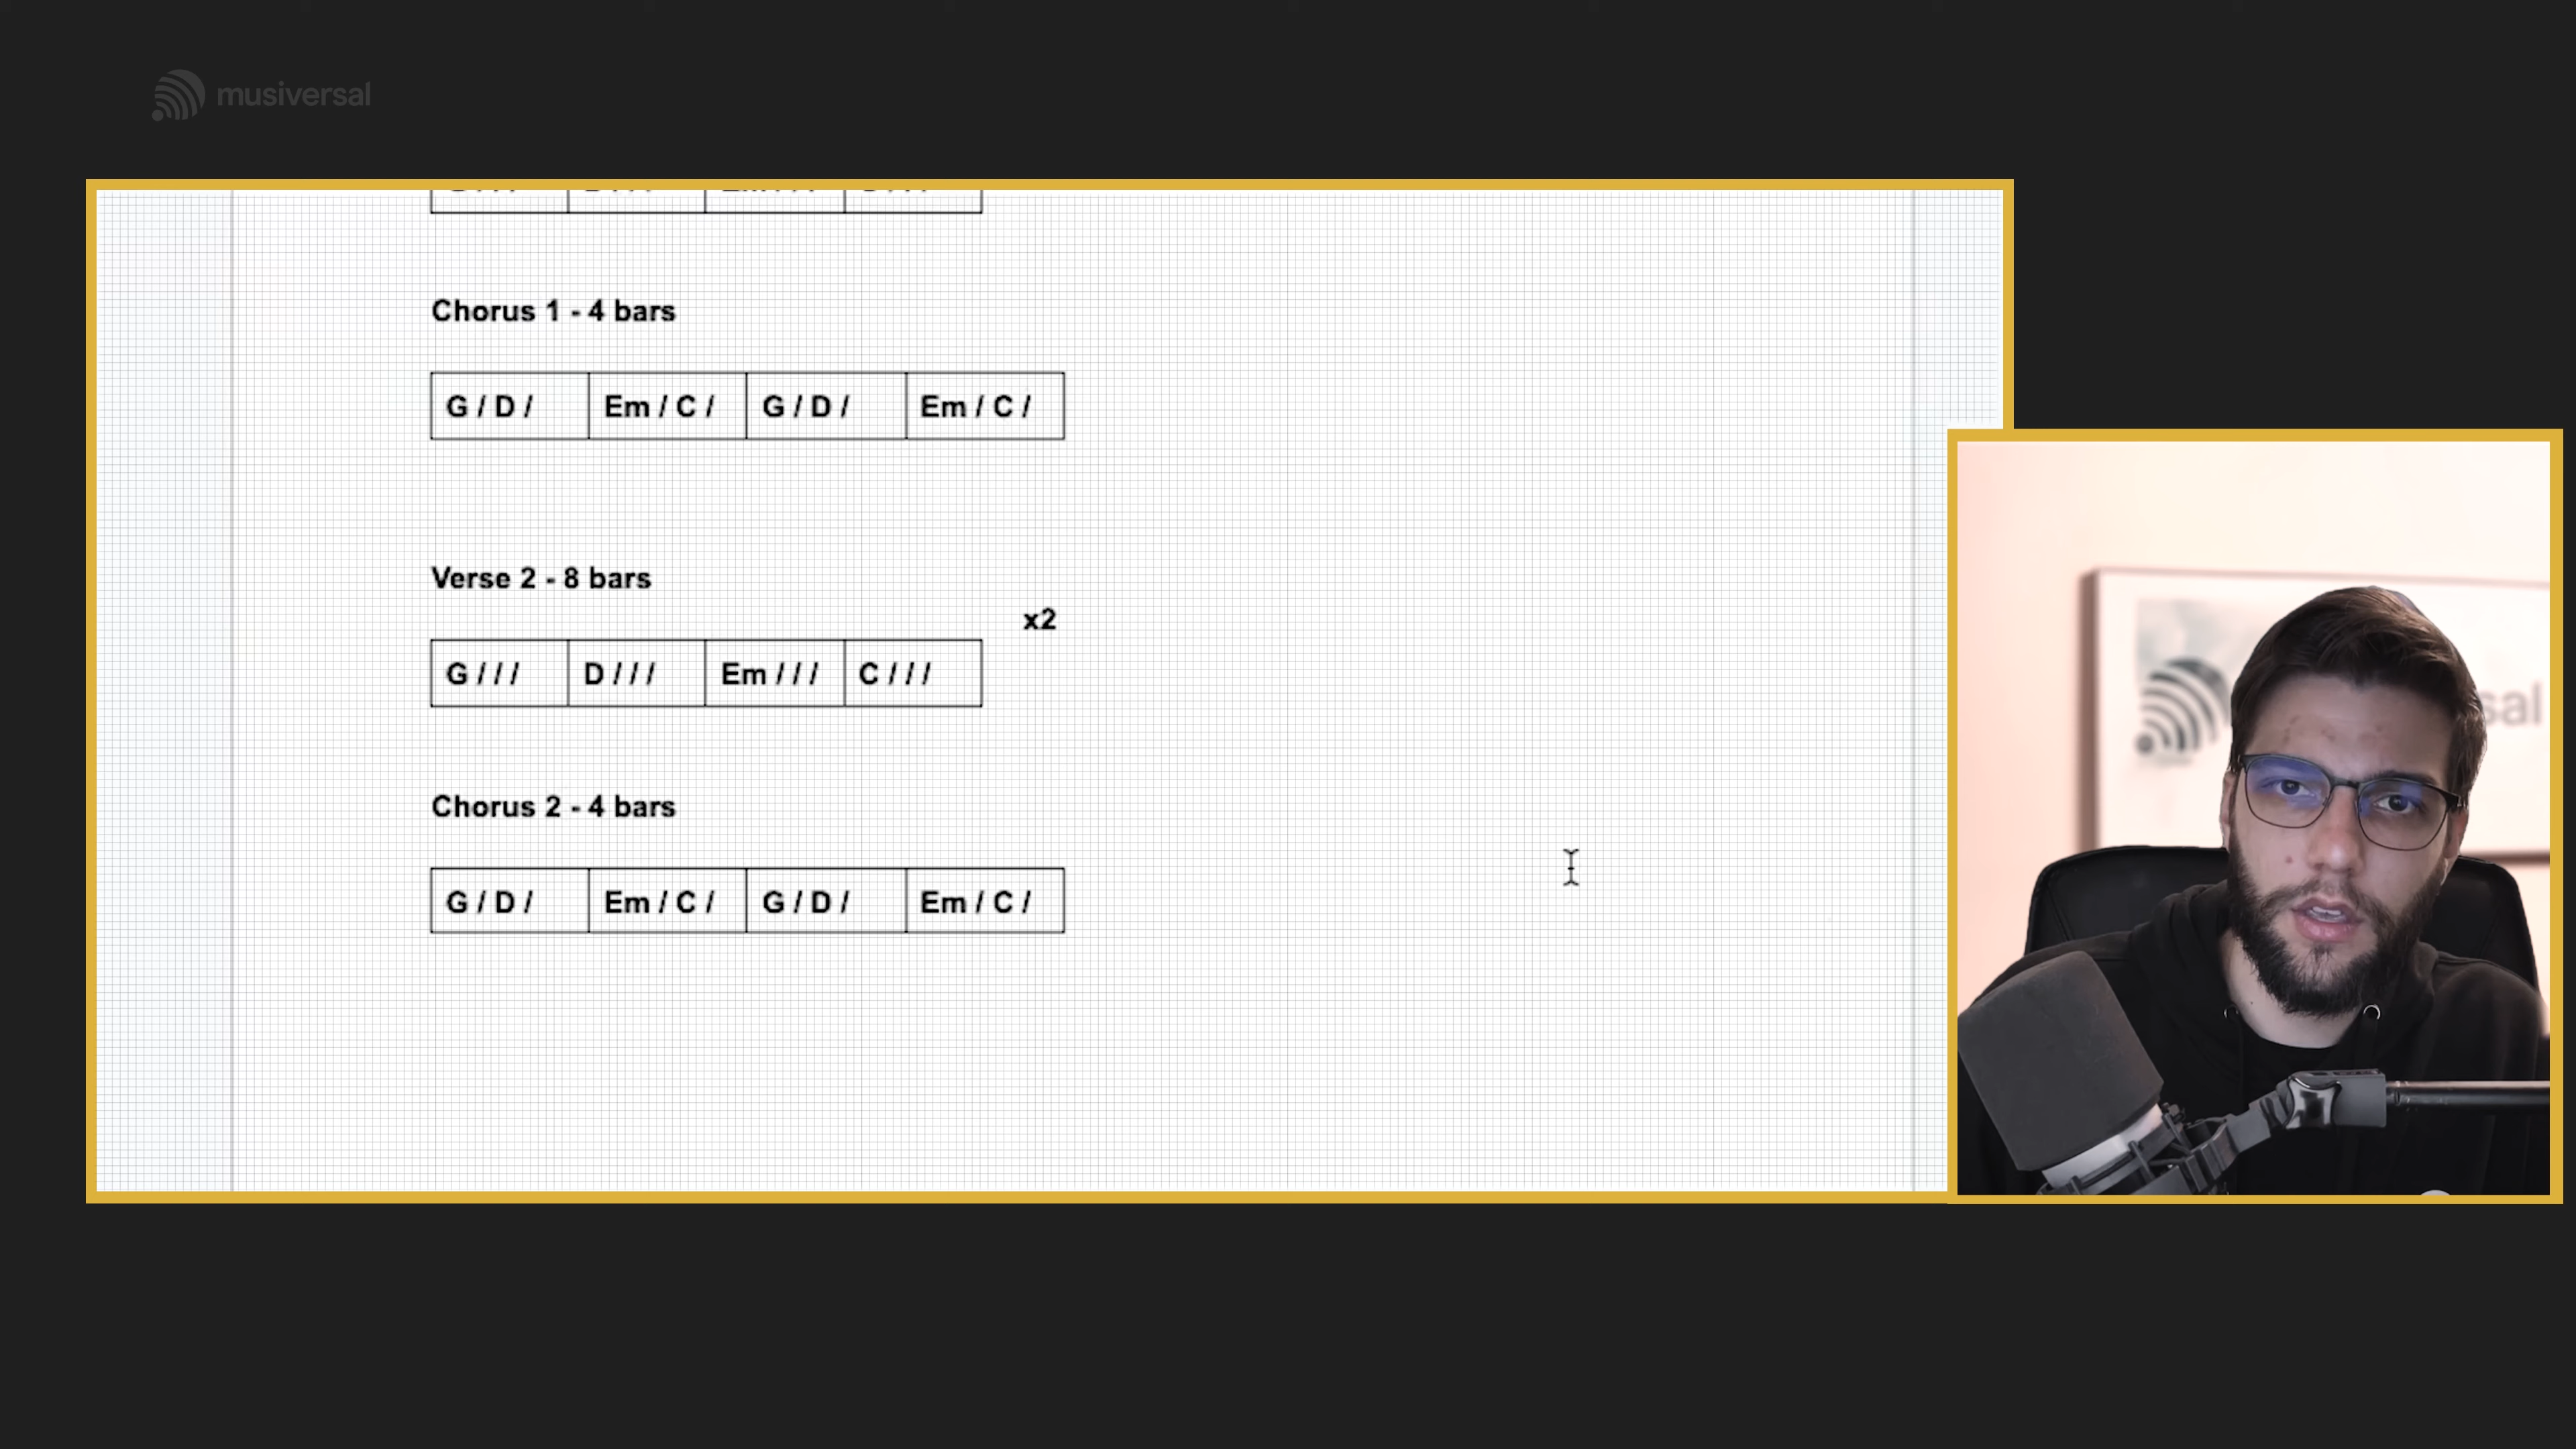 musiversal
Chorus 1 - 4 bars
G / D / Em / C / G / D / Em / C /
Verse 2 - 8 bars
x2
G / / / D / / / Em / / / C / / /
Chorus 2 - 4 bars
G / D / Em / C / G / D / Em / C /
sal